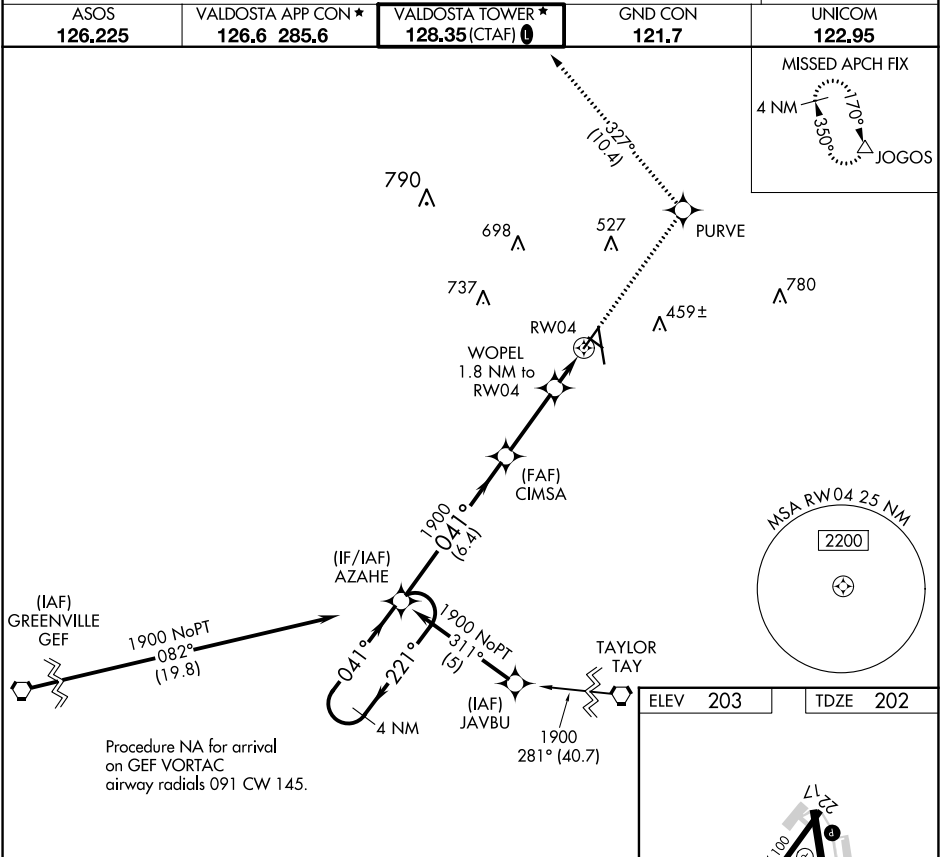 ASOS
126.225
VALDOSTA APP CON ★
126.6 285.6
VALDOSTA TOWER ★
128.35 (CTAF) L
GND CON
121.7
UNICOM
122.95
MISSED APCH FIX
4 NM
170°
350°
JOGOS
327°
(10.4)
790
698
527
PURVE
737
459±
780
RW04
WOPEL
1.8 NM to
RW04
(FAF)
CIMSA
1900
041°
(6.4)
(IF/IAF)
AZAHE
MSA RW 04 25 NM
2200
(IAF)
GREENVILLE
GEF
1900 NoPT
082°
(19.8)
041°
221°
4 NM
1900 NoPT
311°
(5)
(IAF)
JAVBU
TAYLOR
TAY
1900
281° (40.7)
Procedure NA for arrival
on GEF VORTAC
airway radials 091 CW 145.
ELEV 203
TDZE 202
22
17
P